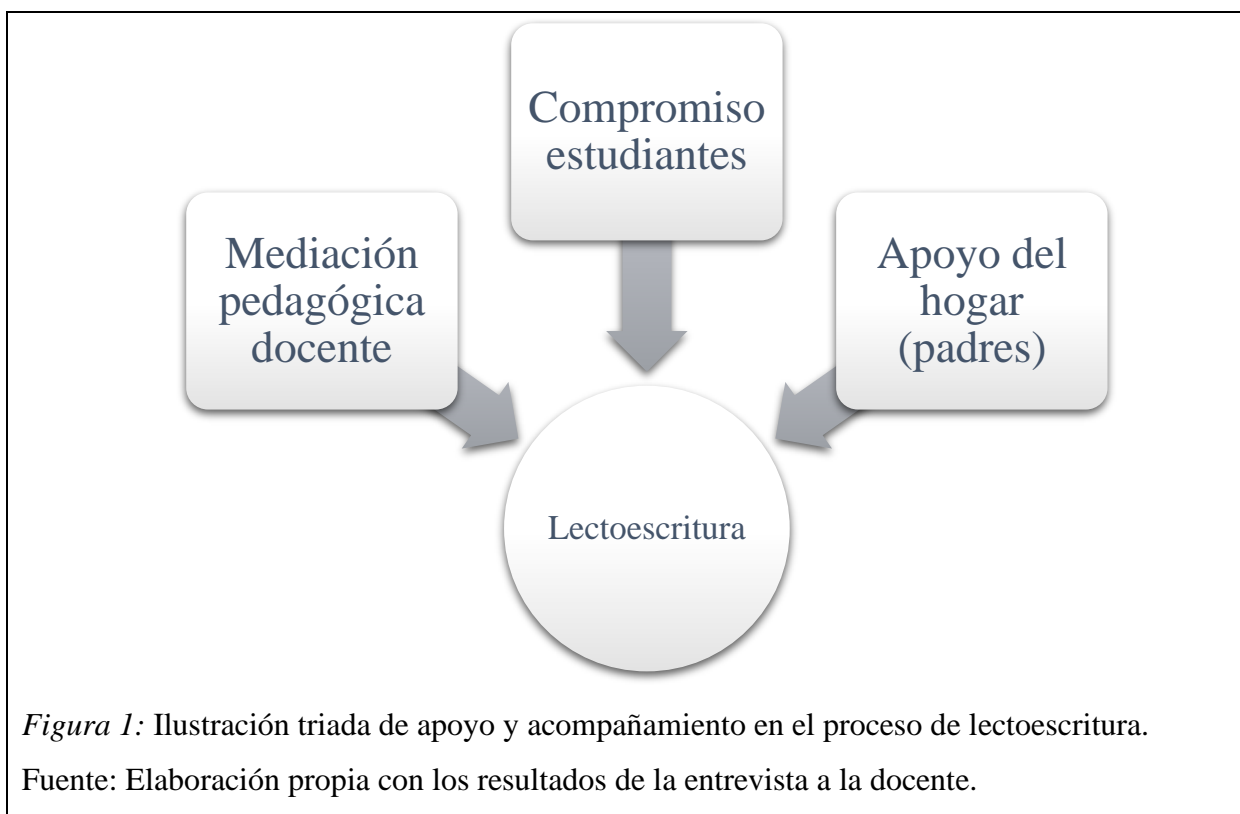 Compromiso
estudiantes
Mediación
pedagógica
docente
Apoyo del
hogar
(padres)
Lectoescritura
Figura 1: Ilustración triada de apoyo y acompañamiento en el proceso de lectoescritura.
Fuente: Elaboración propia con los resultados de la entrevista a la docente.